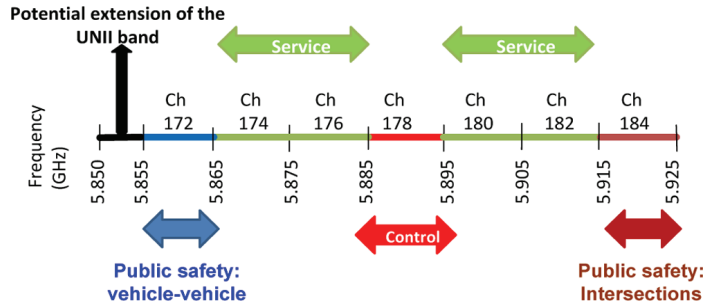 Potential extension of the
UNII band
Service
Service
Ch
172
Ch
174
Ch
176
Ch
178
Ch
180
Ch
182
Ch
184
Frequency
(GHz)
5.850
5.855
5.865
5.875
5.885
5.895
5.905
5.915
5.925
Control
Public safety:
vehicle-vehicle
Public safety:
Intersections